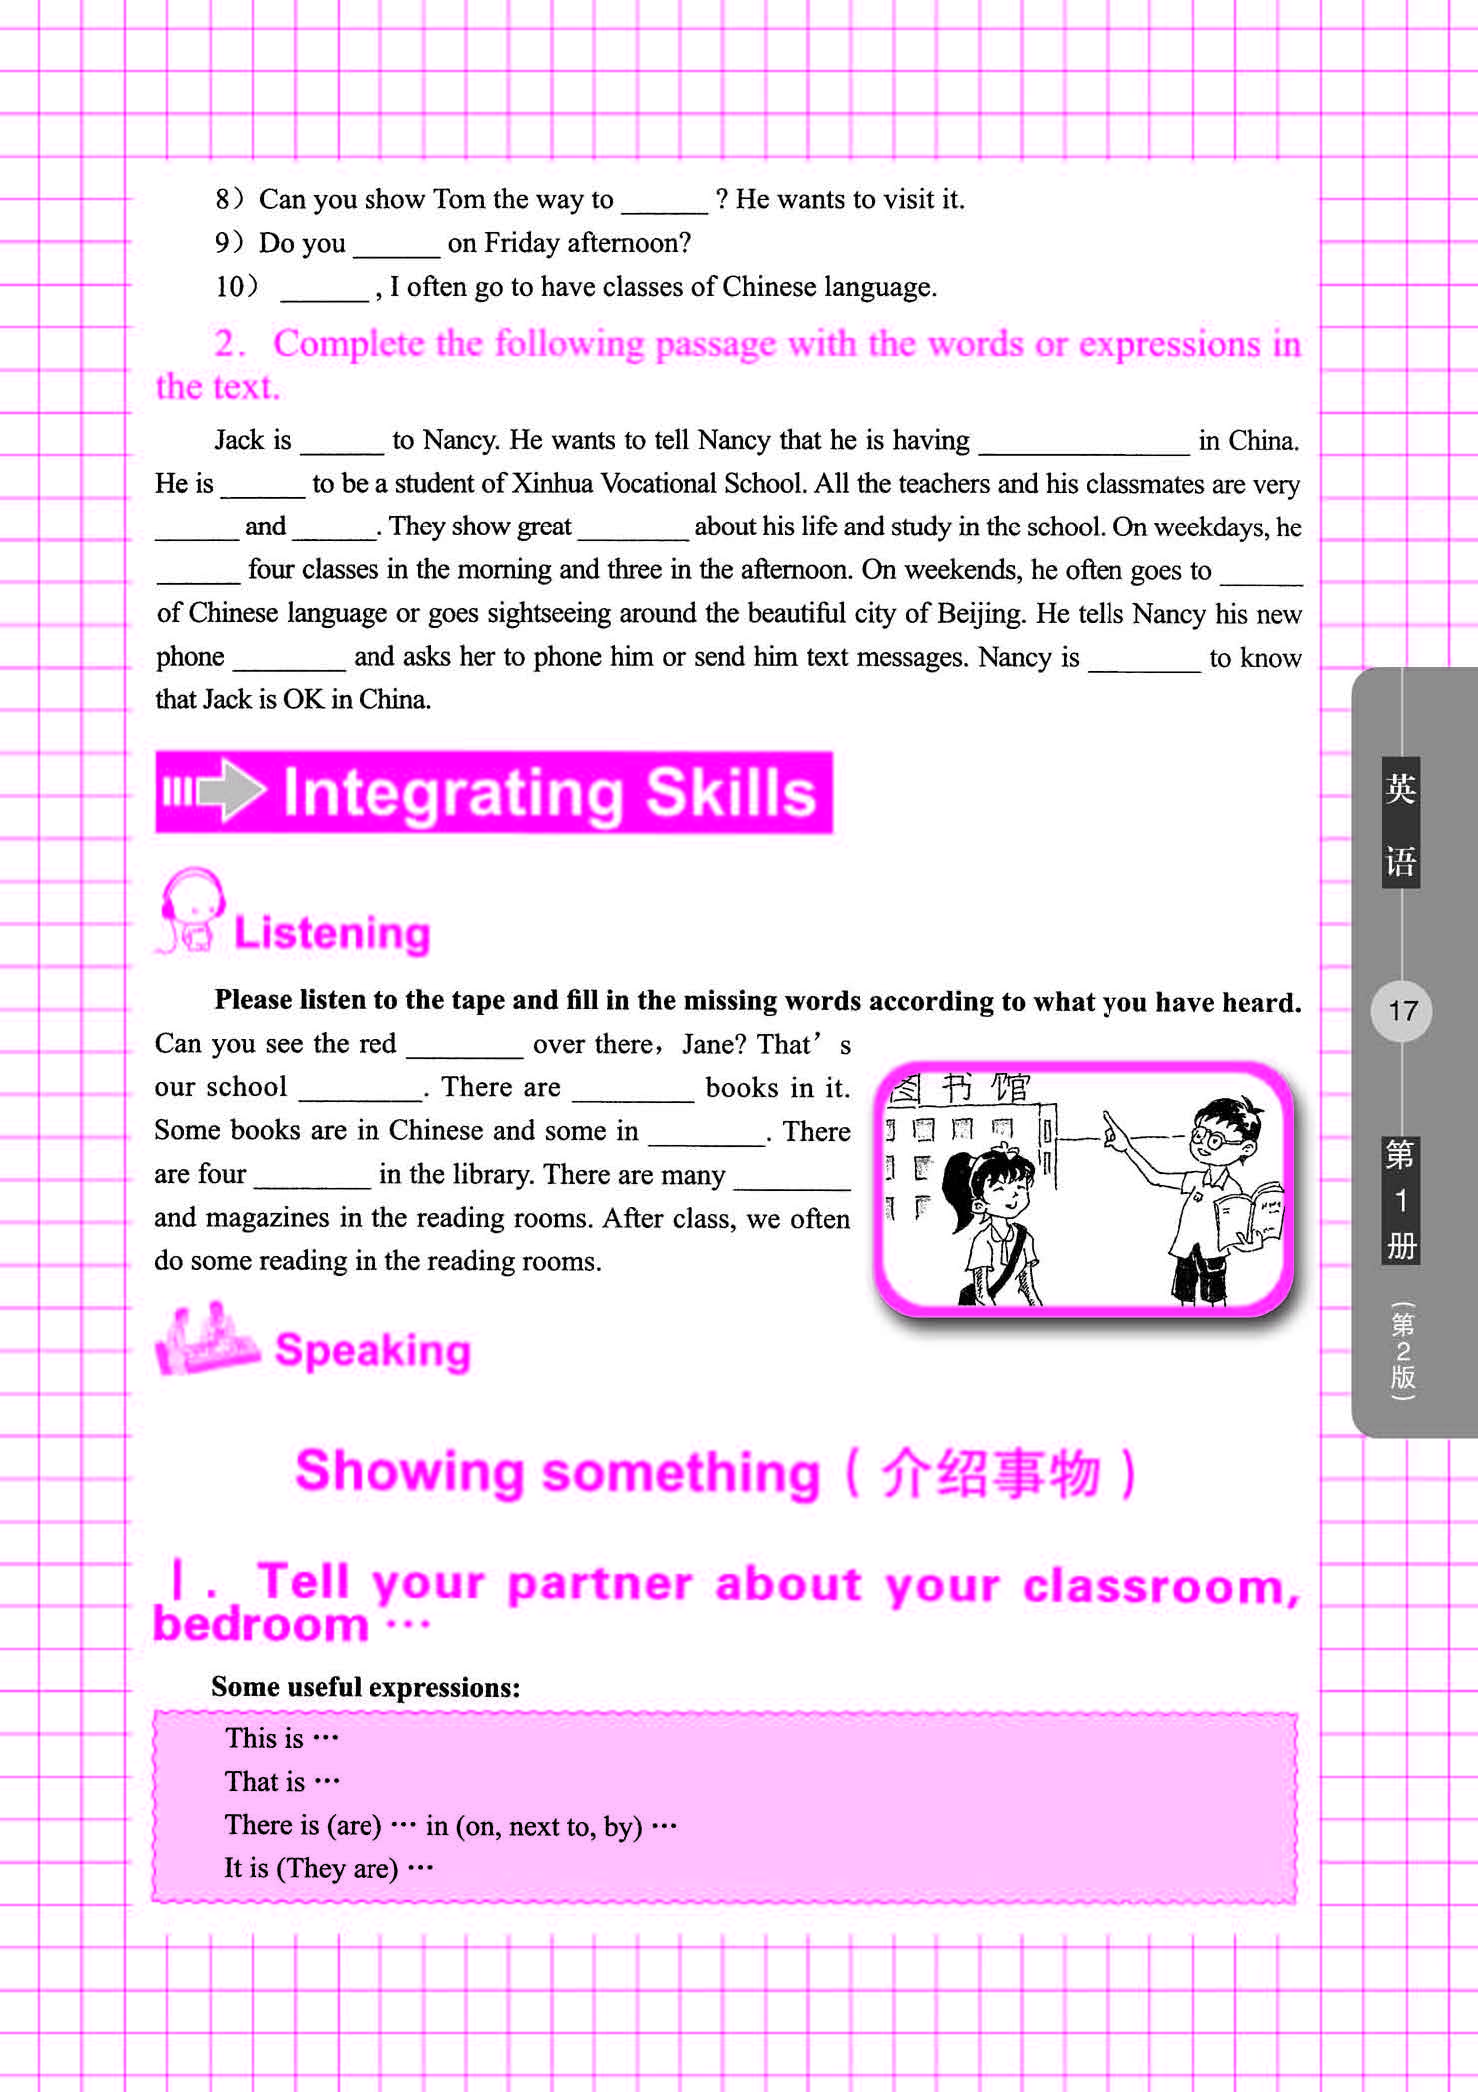 8）Can you show Tom the way to ______ ? He wants to visit it.
9）Do you ______ on Friday afternoon?
10） ______ , I often go to have classes of Chinese language.
2. Complete the following passage with the words or expressions in
the text.
Jack is ______ to Nancy. He wants to tell Nancy that he is having _______________ in China.
He is ______ to be a student of Xinhua Vocational School. All the teachers and his classmates are very
______ and ______. They show great ________ about his life and study in the school. On weekdays, he
______ four classes in the morning and three in the afternoon. On weekends, he often goes to ______
of Chinese language or goes sightseeing around the beautiful city of Beijing. He tells Nancy his new
phone ________ and asks her to phone him or send him text messages. Nancy is ________ to know
that Jack is OK in China.
Integrating Skills
Listening
Please listen to the tape and fill in the missing words according to what you have heard.
Can you see the red ________ over there，Jane? That’s
our school ________. There are ________ books in it.
Some books are in Chinese and some in ________. There
are four ________ in the library. There are many ________
and magazines in the reading rooms. After class, we often
do some reading in the reading rooms.
图书馆
Speaking
Showing something（介绍事物）
1. Tell your partner about your classroom,
bedroom …
Some useful expressions:
This is …
That is …
There is (are) … in (on, next to, by) …
It is (They are) …
英语
17
第1册
（第2版）